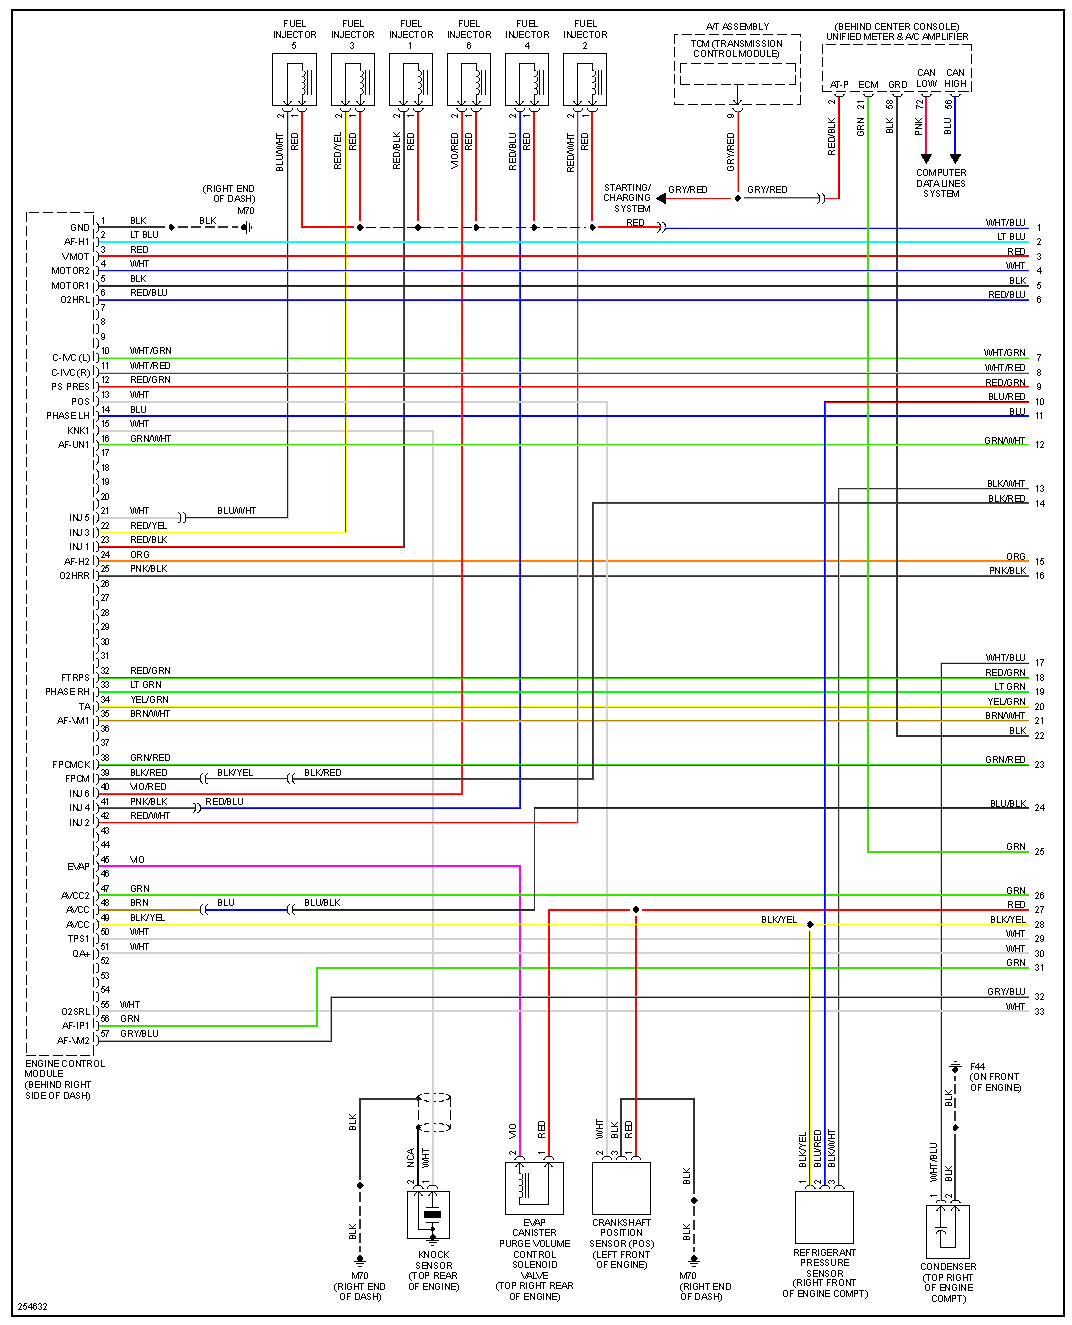 FUEL INJECTOR 5
FUEL INJECTOR 3
FUEL INJECTOR 1
FUEL INJECTOR 6
FUEL INJECTOR 4
FUEL INJECTOR 2
A/T ASSEMBLY
TCM (TRANSMISSION
CONTROL MODULE)
(BEHIND CENTER CONSOLE)
UNIFIED METER & A/C AMPLIFIER
AT-P
ECM
GRD
CAN LOW
CAN HIGH
2 1
2 1
2 1
2 1
2 1
2 1
9
2
21
58
72
56
BLU/WHT
RED
RED/YEL
RED
RED/BLK
RED
VIO/RED
RED
RED/BLU
RED
RED/WHT
RED
GRY/RED
RED/BLK
GRN
BLK
PNK
BLU
COMPUTER
DATA LINES
SYSTEM
STARTING/
CHARGING
SYSTEM
GRY/RED
GRY/RED
(RIGHT END
OF DASH)
M70
GND 1 BLK BLK RED WHT/BLU 1
AF-H1 2 LT BLU LT BLU 2
VMOT 3 RED RED 3
MOTOR2 4 WHT WHT 4
MOTOR1 5 BLK BLK 5
O2HRL 6 RED/BLU RED/BLU 6
7
8
9
C-IVC (L) 10 WHT/GRN WHT/GRN 7
C-IVC (R) 11 WHT/RED WHT/RED 8
PS PRES 12 RED/GRN RED/GRN 9
POS 13 WHT BLU/RED 10
PHASE LH 14 BLU BLU 11
KNK1 15 WHT
AF-UN1 16 GRN/WHT GRN/WHT 12
17
18
19
20
BLK/WHT 13
BLK/RED 14
INJ 5 21 WHT BLU/WHT
INJ 3 22 RED/YEL
INJ 1 23 RED/BLK
AF-H2 24 ORG ORG 15
O2HRR 25 PNK/BLK PNK/BLK 16
26
27
28
29
30
31
WHT/BLU 17
FTRPS 32 RED/GRN RED/GRN 18
PHASE RH 33 LT GRN LT GRN 19
TA 34 YEL/GRN YEL/GRN 20
AF-VM1 35 BRN/WHT BRN/WHT 21
36
BLK 22
37
FPCMCK 38 GRN/RED GRN/RED 23
FPCM 39 BLK/RED BLK/YEL BLK/RED
INJ 6 40 VIO/RED
INJ 4 41 PNK/BLK RED/BLU BLU/BLK 24
INJ 2 42 RED/WHT
43
44
GRN 25
EVAP 45 VIO
46
AVCC2 47 GRN GRN 26
AVCC 48 BRN BLU BLU/BLK RED 27
AVCC 49 BLK/YEL BLK/YEL BLK/YEL 28
TPS1 50 WHT WHT 29
QA+ 51 WHT WHT 30
52
GRN 31
53
54
GRY/BLU 32
O2SRL 55 WHT WHT 33
AF-IP1 56 GRN
AF-VM2 57 GRY/BLU
ENGINE CONTROL
MODULE
(BEHIND RIGHT
SIDE OF DASH)
F44
(ON FRONT
OF ENGINE)
BLK
BLK
NCA
WHT
2 1
BLK
M70
(RIGHT END
OF DASH)
KNOCK
SENSOR
(TOP REAR
OF ENGINE)
VIO
RED
2 1
EVAP
CANISTER
PURGE VOLUME
CONTROL
SOLENOID
VALVE
(TOP RIGHT REAR
OF ENGINE)
WHT
BLK
RED
2 3 1
CRANKSHAFT
POSITION
SENSOR (POS)
(LEFT FRONT
OF ENGINE)
BLK
BLK
M70
(RIGHT END
OF DASH)
BLK/YEL
BLU/RED
BLK/WHT
1 2 3
REFRIGERANT
PRESSURE
SENSOR
(RIGHT FRONT
OF ENGINE COMPT)
WHT/BLU
BLK
1 2
CONDENSER
(TOP RIGHT
OF ENGINE
COMPT)
254632